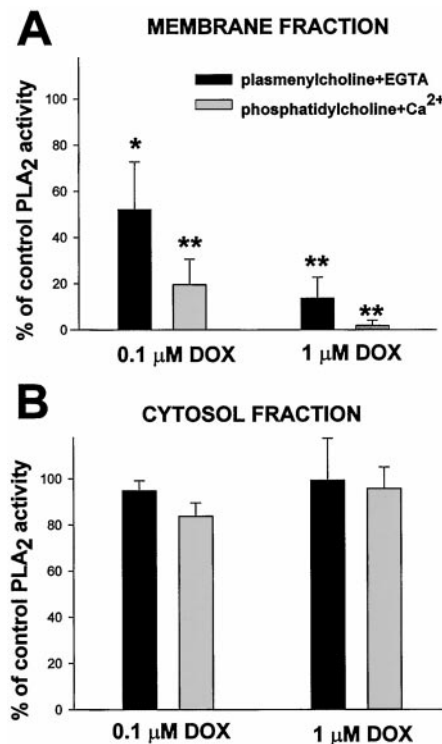 A
MEMBRANE FRACTION
plasmenylcholine+EGTA
phosphatidylcholine+Ca2+
% of control PLA2 activity
100
80
60
40
20
0
*
**
**
**
0.1 μM DOX
1 μM DOX
B
CYTOSOL FRACTION
% of control PLA2 activity
100
80
60
40
20
0
0.1 μM DOX
1 μM DOX